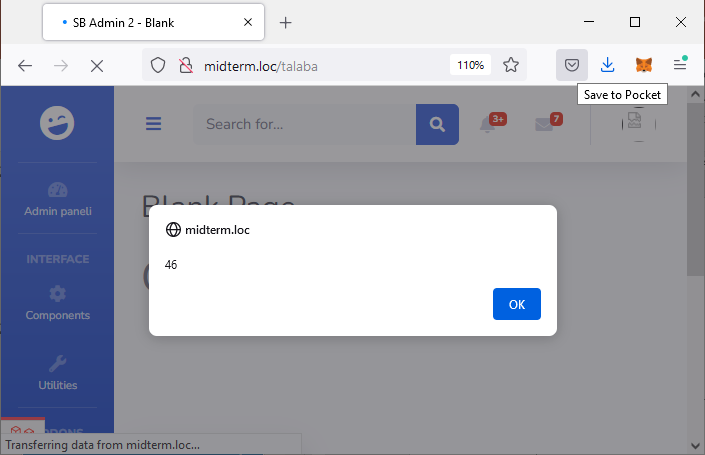 SB Admin 2 - Blank
midterm.loc/talaba
110%
Save to Pocket
Search for...
3+
7
Admin paneli
INTERFACE
Components
Utilities
Blank Page
midterm.loc
46
OK
Transferring data from midterm.loc...